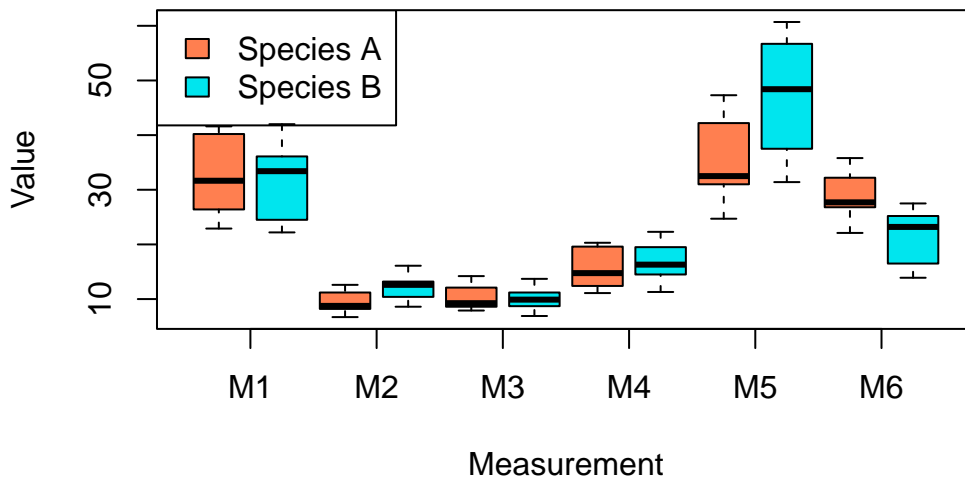 Species A
Species B
Value
50
30
10
M1 M2 M3 M4 M5 M6
Measurement